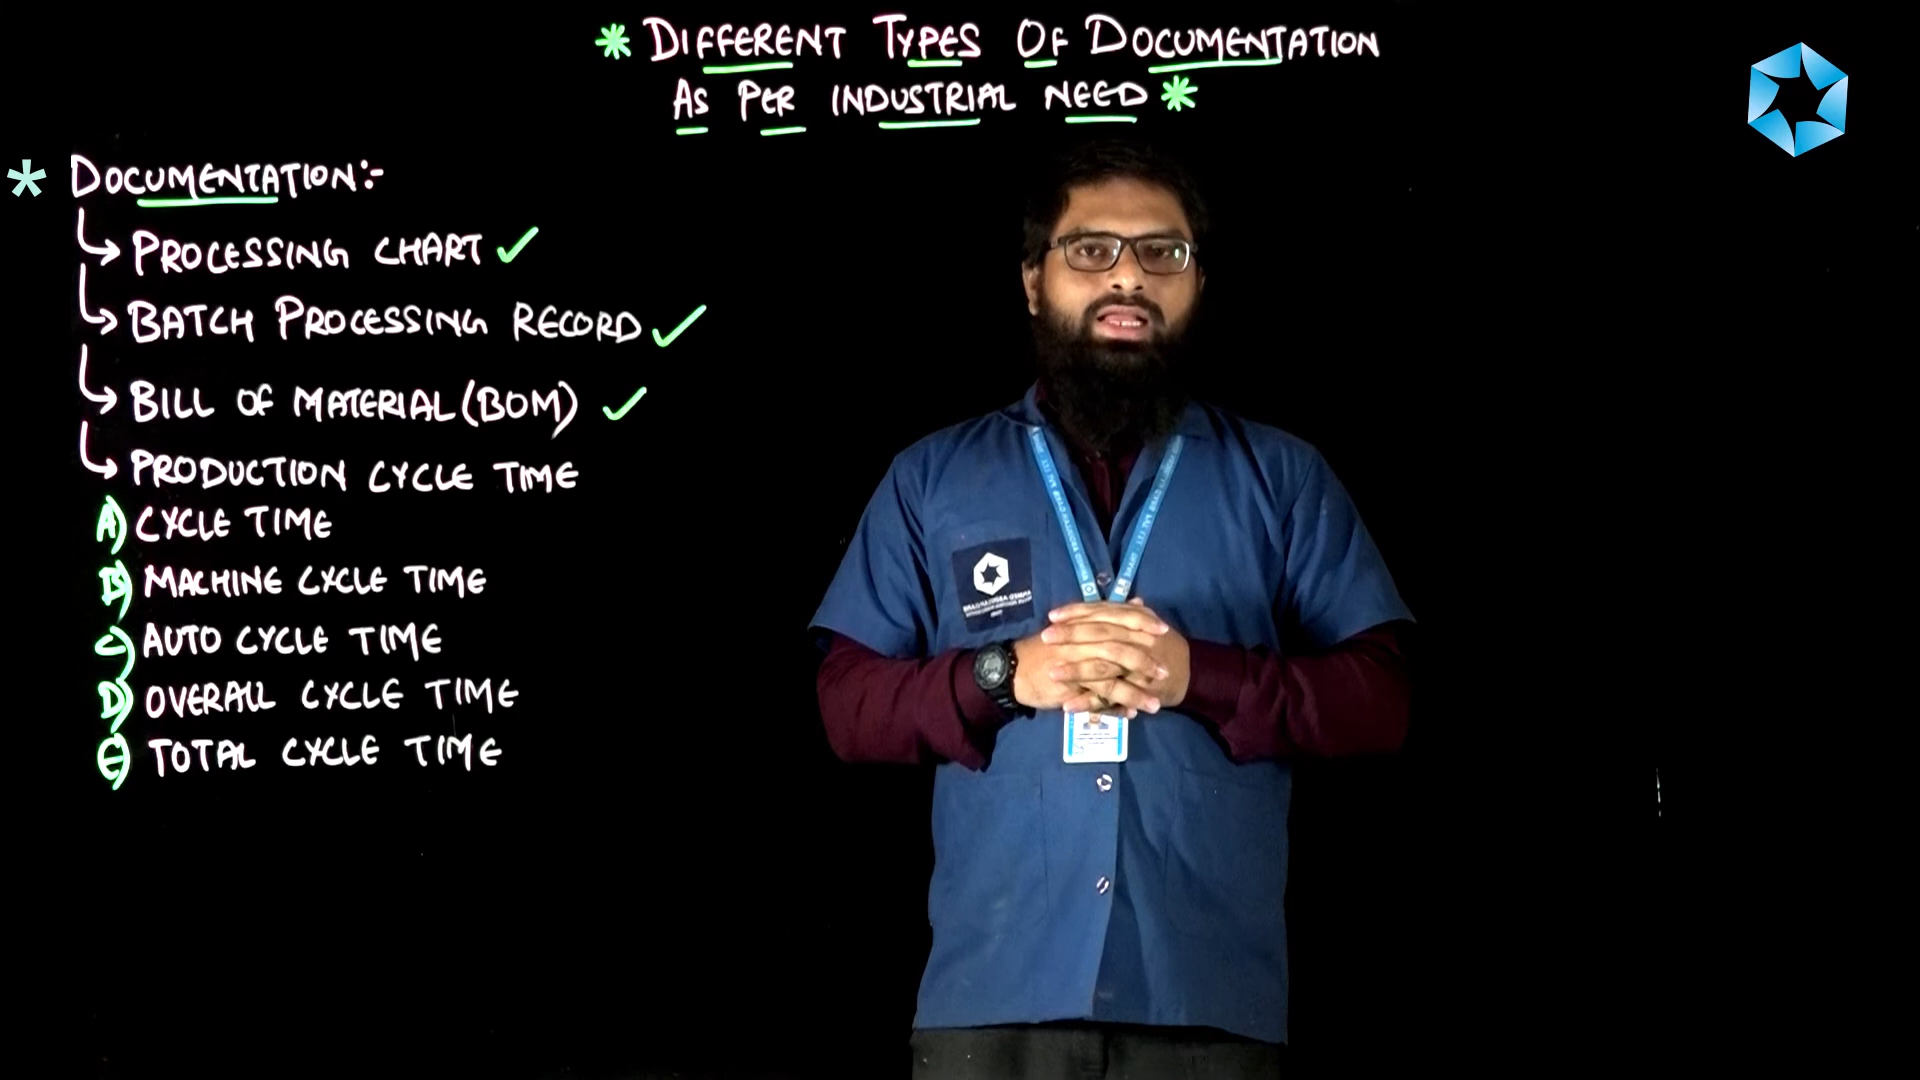 * DIFFERENT TYPES OF DOCUMENTATION
AS PER INDUSTRIAL NEED *
* DOCUMENTATION:-
↳ PROCESSING CHART ✓
↳ BATCH PROCESSING RECORD ✓
↳ BILL OF MATERIAL (BOM) ✓
↳ PRODUCTION CYCLE TIME
A) CYCLE TIME
B) MACHINE CYCLE TIME
C) AUTO CYCLE TIME
D) OVERALL CYCLE TIME
E) TOTAL CYCLE TIME